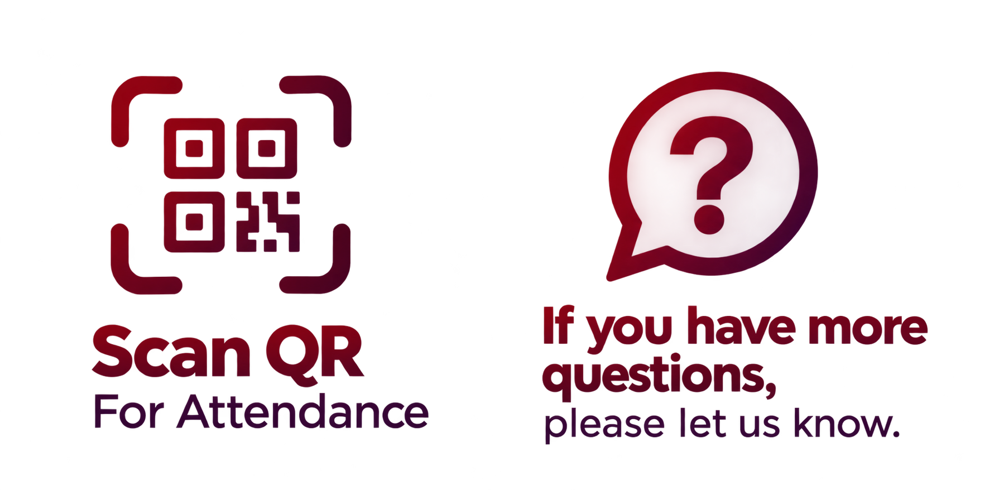 Scan QR
For Attendance
If you have more
questions,
please let us know.